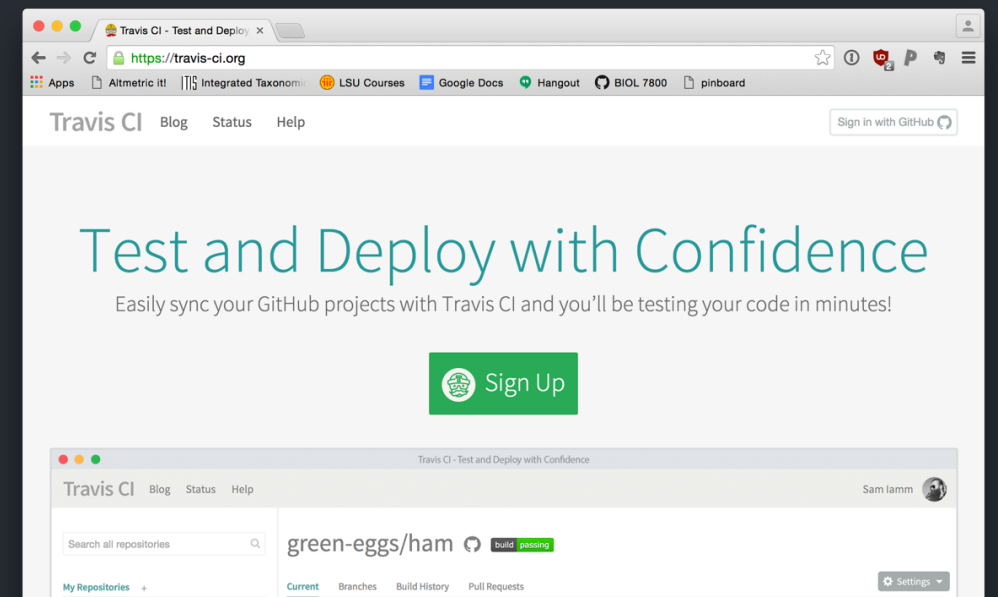 Travis CI - Test and Deploy
https://travis-ci.org
Apps Altmetric it! Integrated Taxonomic LSU Courses Google Docs Hangout BIOL 7800 pinboard
Travis CI Blog Status Help Sign in with GitHub
Test and Deploy with Confidence
Easily sync your GitHub projects with Travis CI and you’ll be testing your code in minutes!
Sign Up
Travis CI - Test and Deploy with Confidence
Travis CI Blog Status Help Sam Iamm
Search all repositories
green-eggs/ham build passing
My Repositories +
Current Branches Build History Pull Requests
Settings